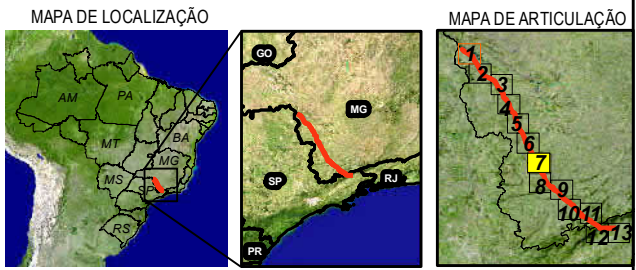 MAPA DE LOCALIZAÇÃO
AM
PA
MT
BA
MG
MS
SP
RS
GO
MG
SP
RJ
PR
MAPA DE ARTICULAÇÃO
1
2
3
4
5
6
7
8
9
10
11
12
13